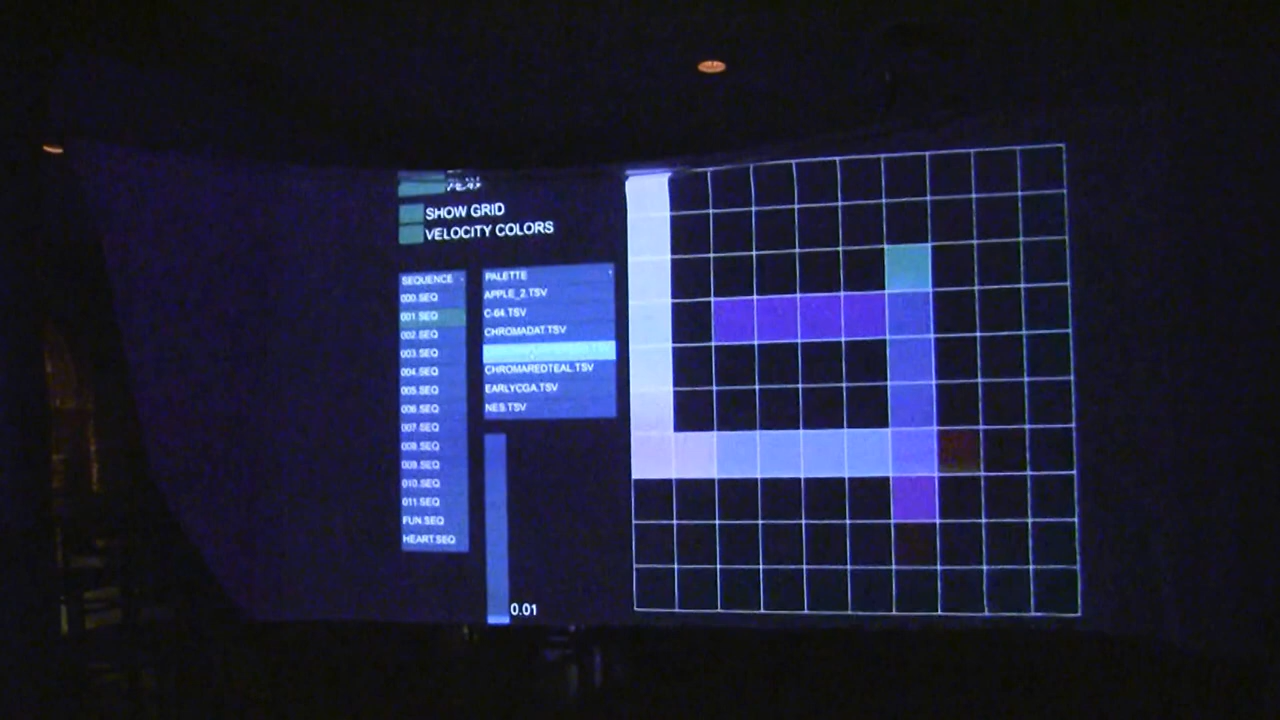 SHOW GRID
VELOCITY COLORS
SEQUENCE
000.SEQ
001.SEQ
002.SEQ
003.SEQ
004.SEQ
005.SEQ
006.SEQ
007.SEQ
008.SEQ
009.SEQ
010.SEQ
011.SEQ
FUN.SEQ
HEART.SEQ
PALETTE
APPLE_2.TSV
C-64.TSV
CHROMADAT.TSV
CHROMAREDTEAL.TSV
EARLYCGA.TSV
NES.TSV
0.01